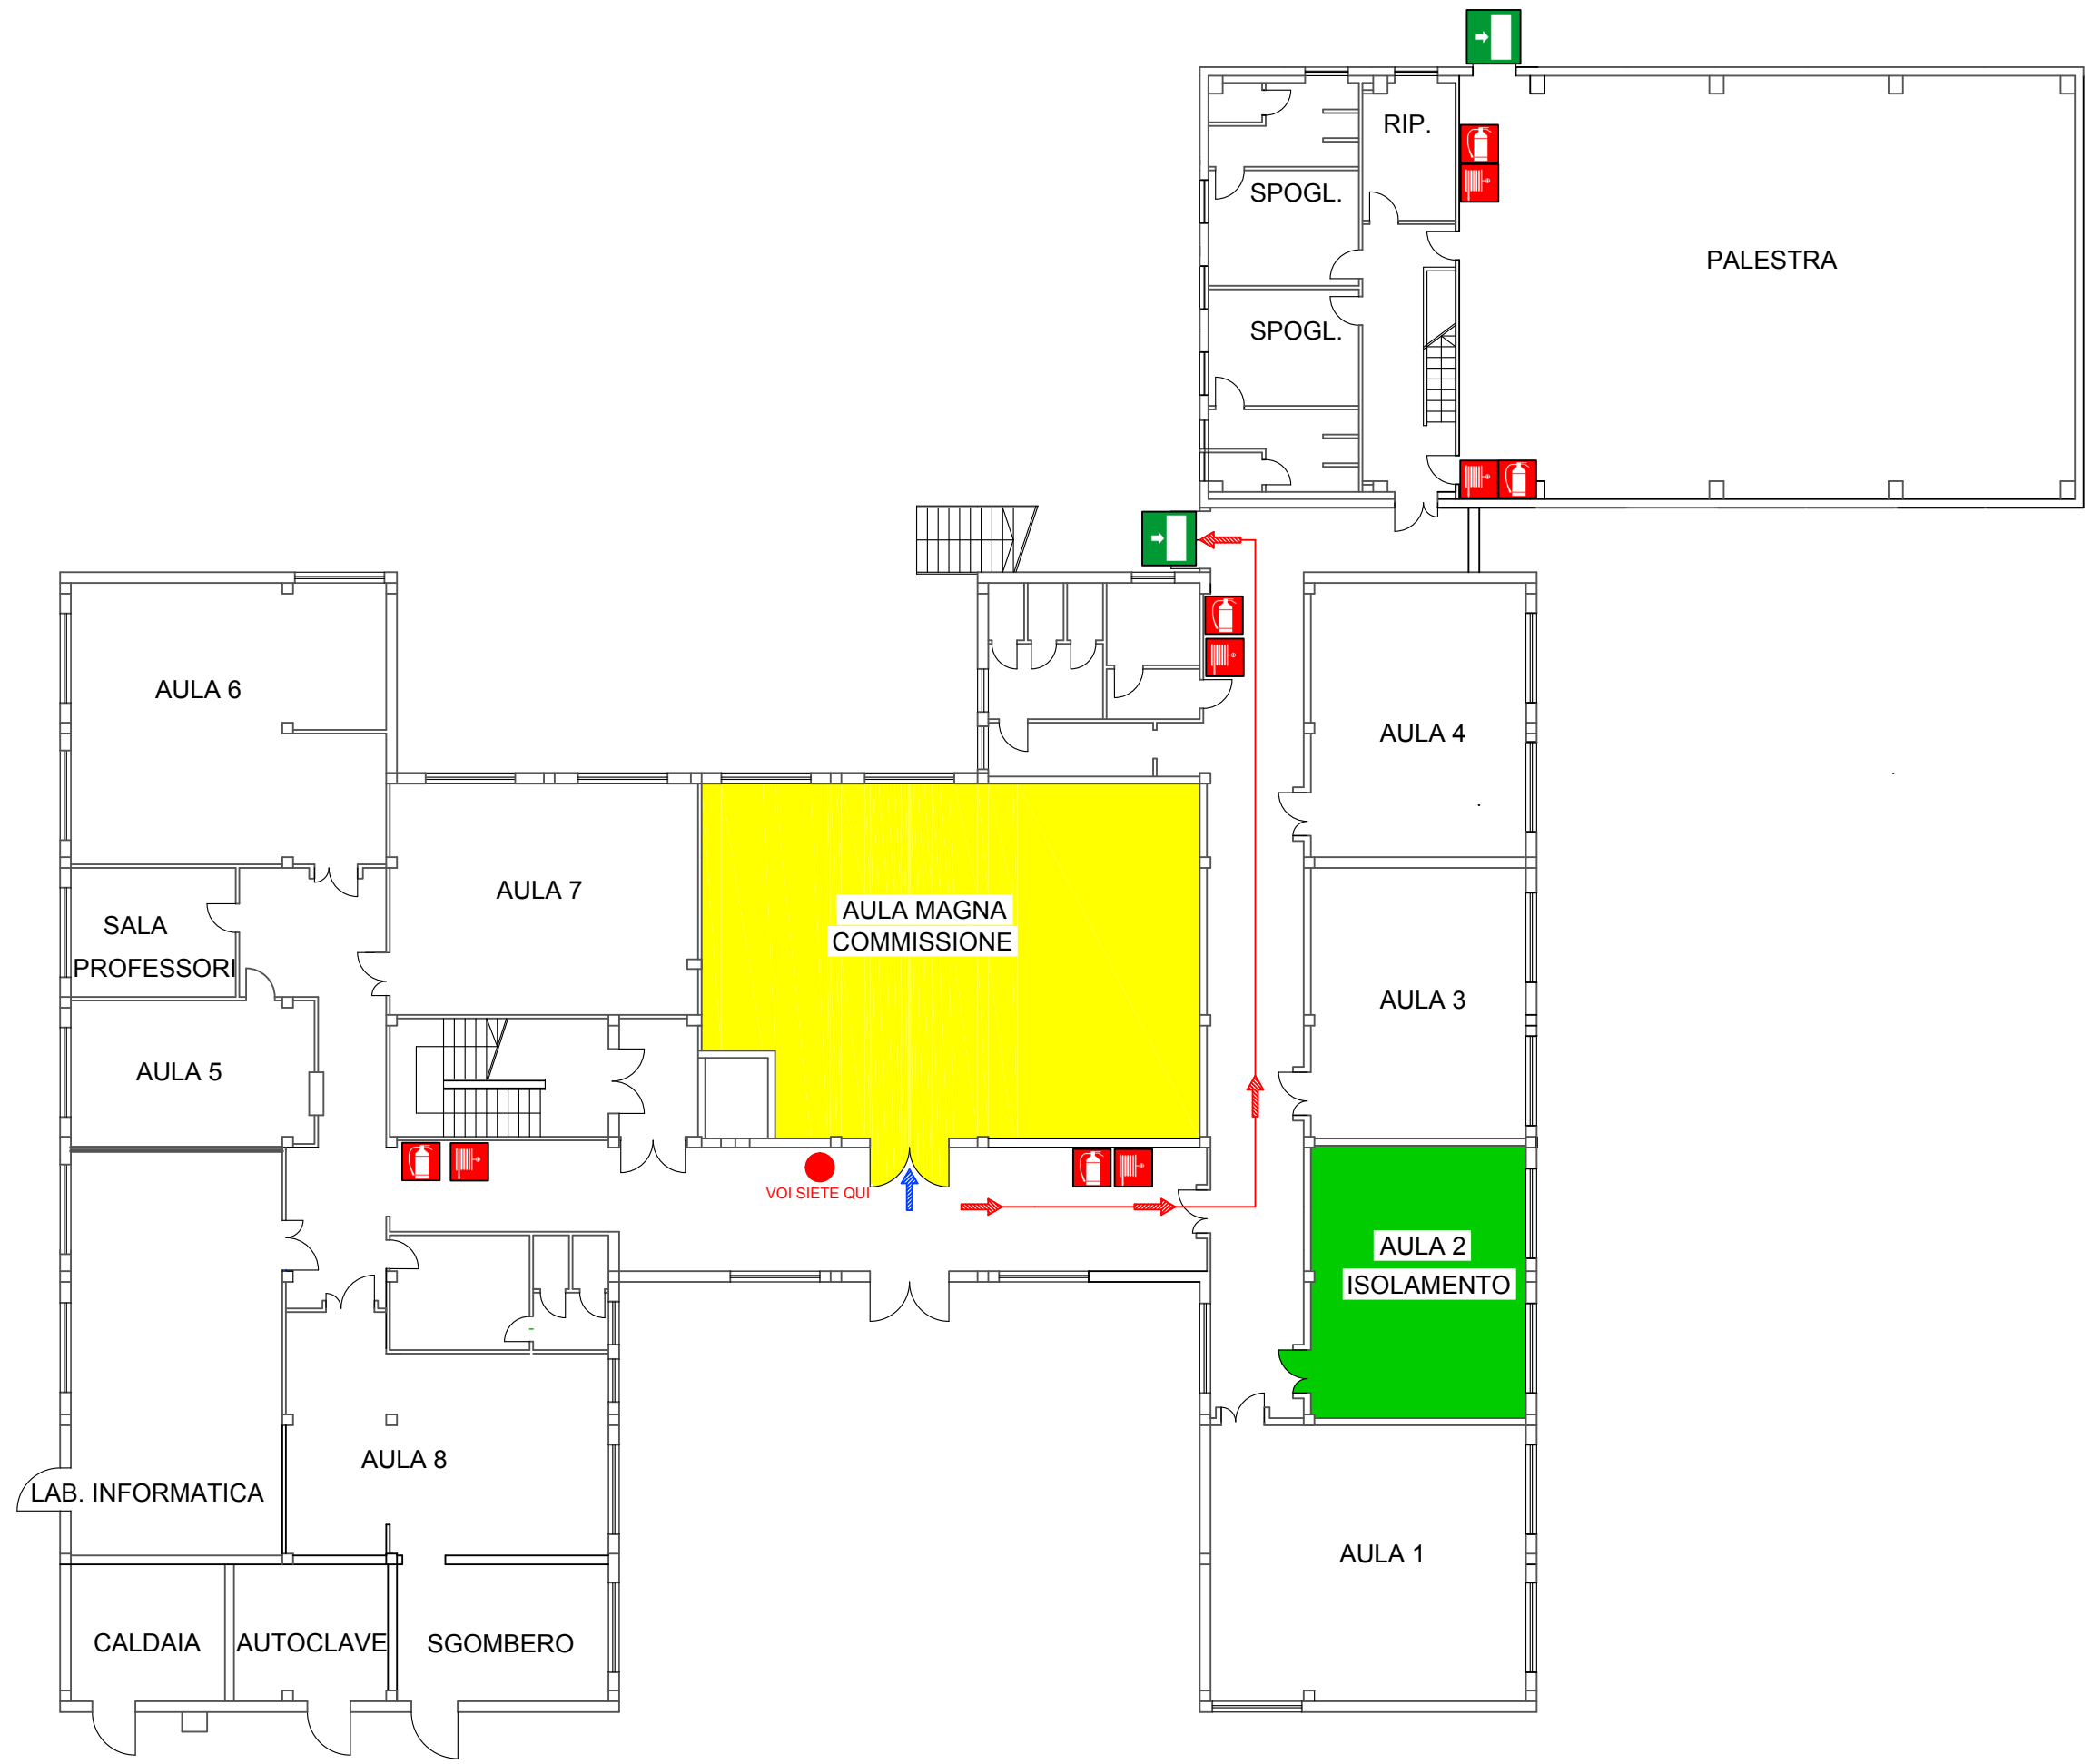 RIP.
SPOGL.
PALESTRA
SPOGL.
AULA 6
AULA 4
AULA 7
AULA MAGNA
COMMISSIONE
SALA
PROFESSORI
AULA 3
AULA 5
VOI SIETE QUI
AULA 2
ISOLAMENTO
AULA 8
LAB. INFORMATICA
AULA 1
CALDAIA
AUTOCLAVE
SGOMBERO